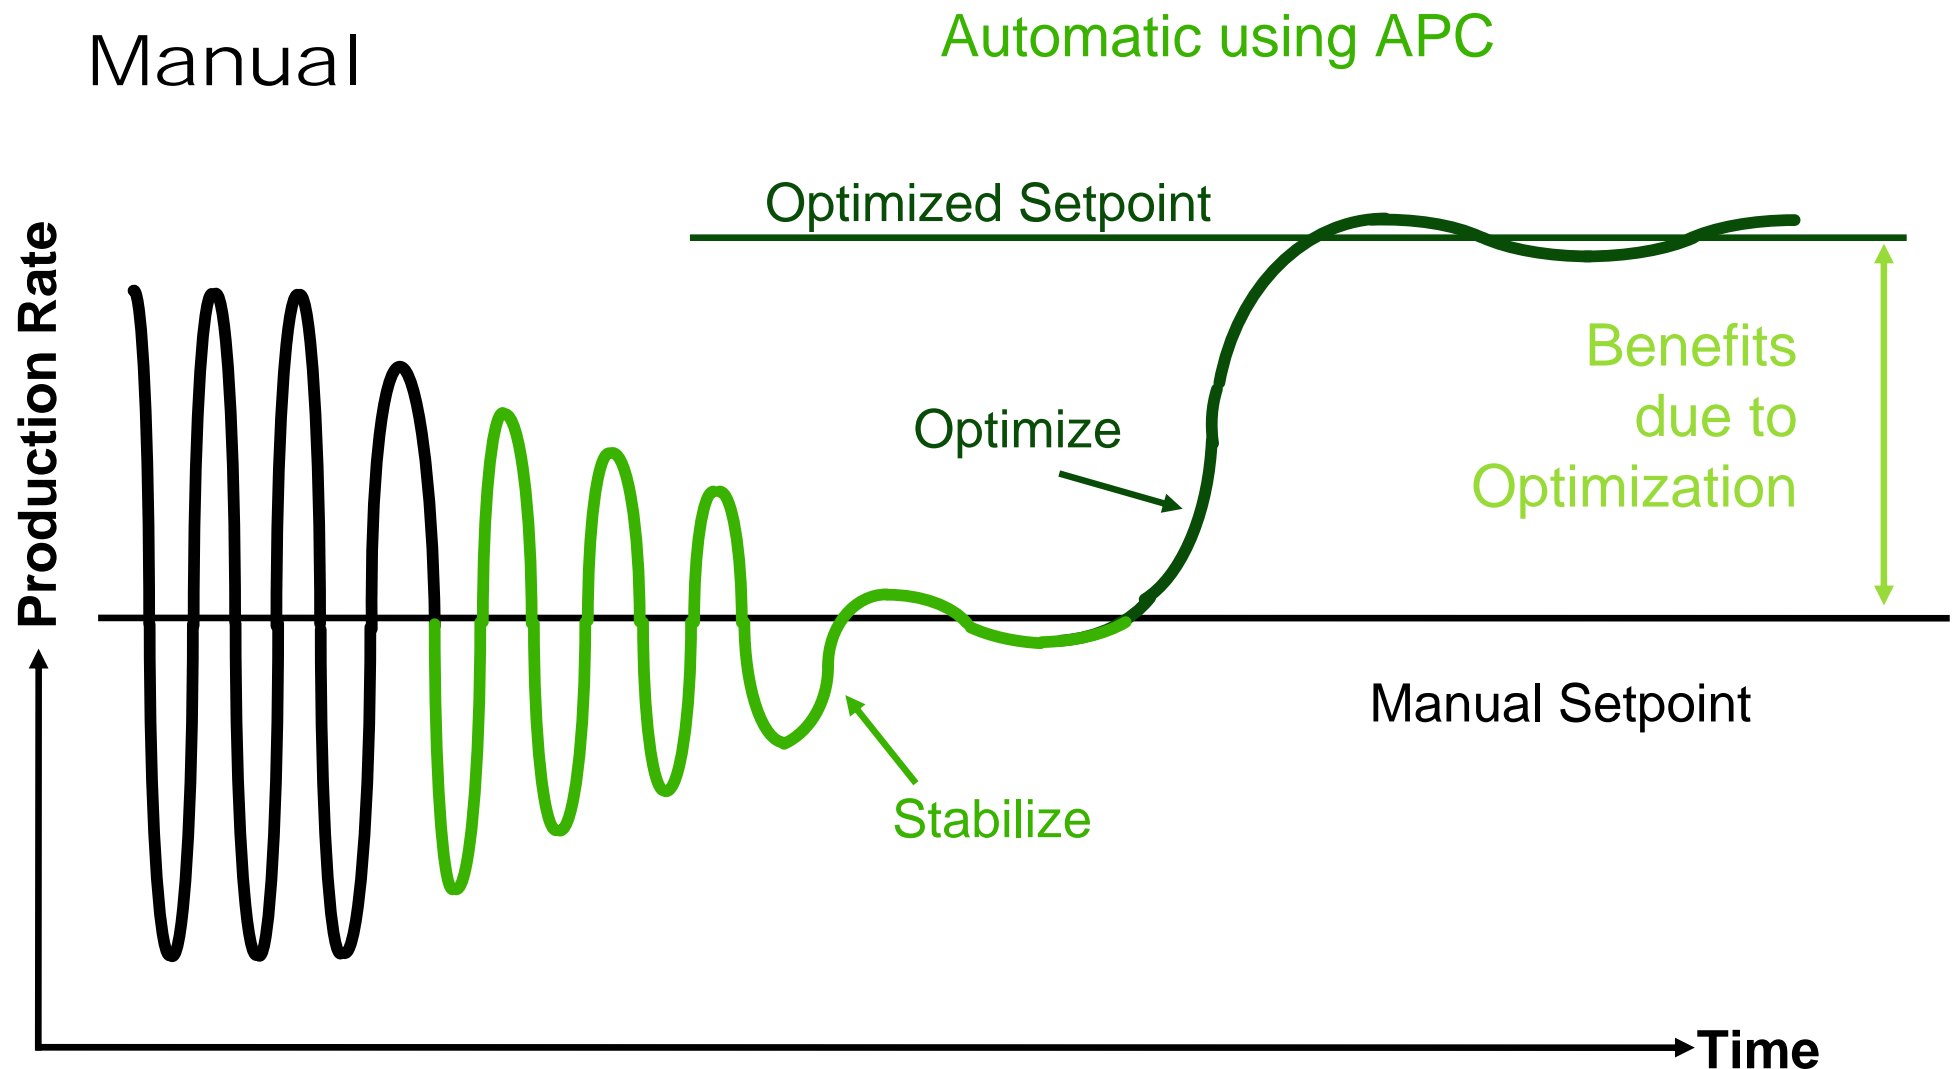 Manual
Automatic using APC
Optimized Setpoint
Production Rate
Benefits
due to
Optimization
Optimize
Manual Setpoint
Stabilize
Time